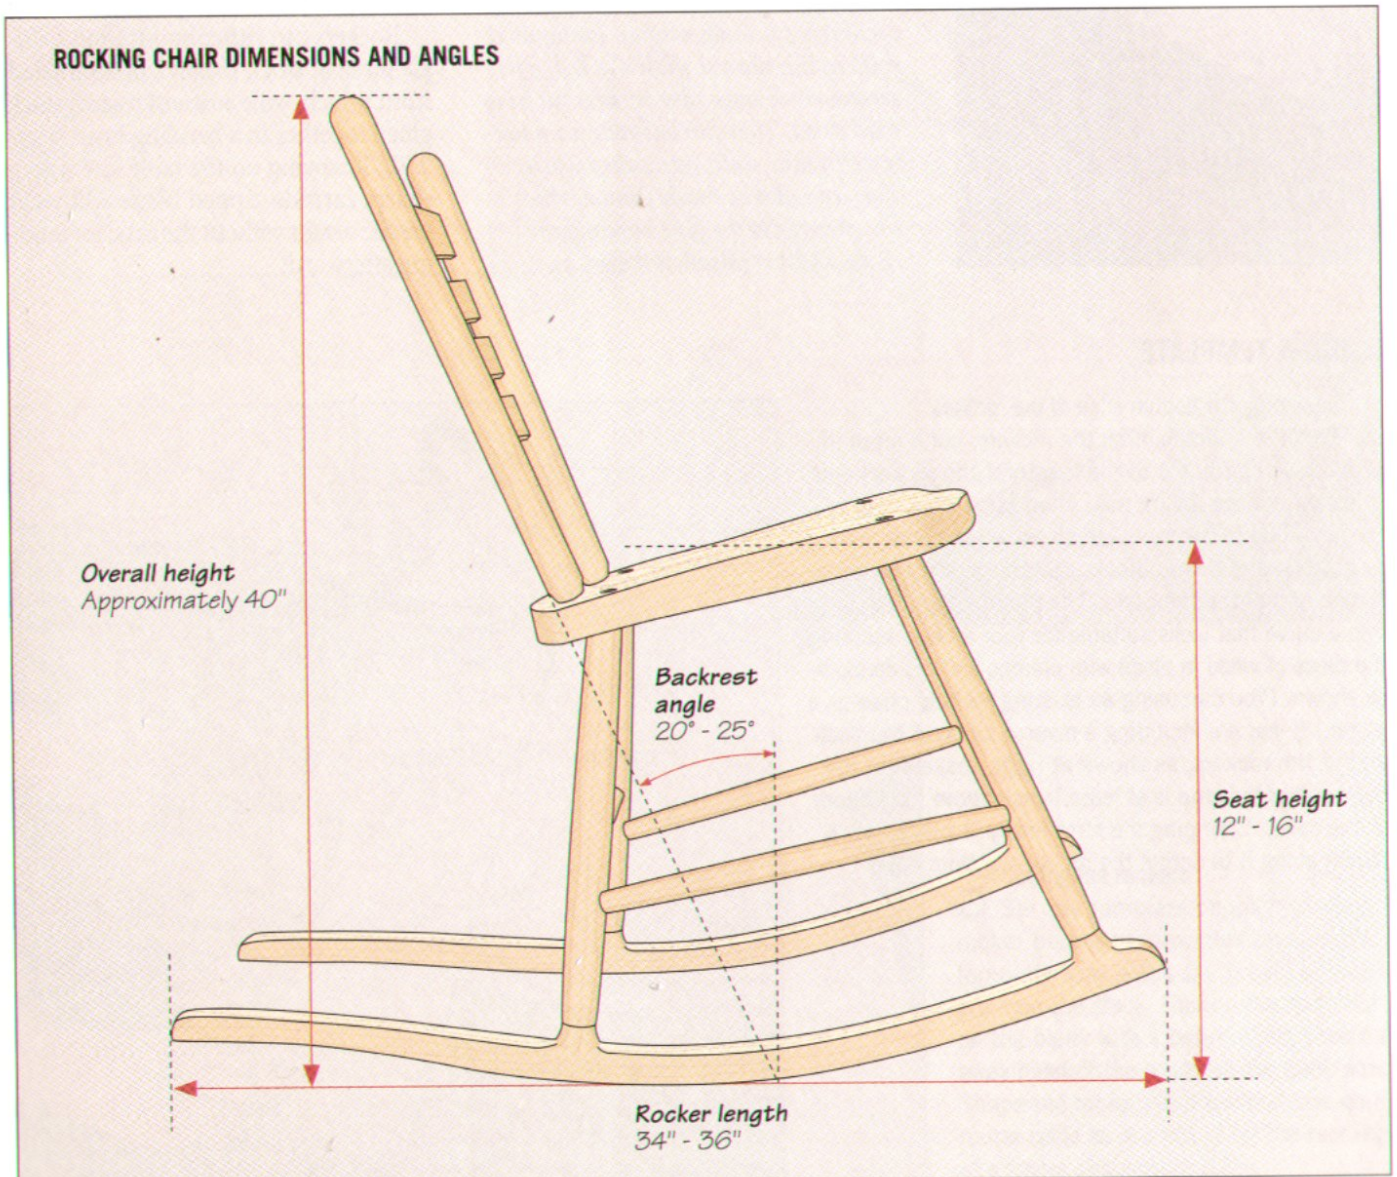 ROCKING CHAIR DIMENSIONS AND ANGLES
Overall height
Approximately 40"
Backrest
angle
20° - 25°
Seat height
12" - 16"
Rocker length
34" - 36"